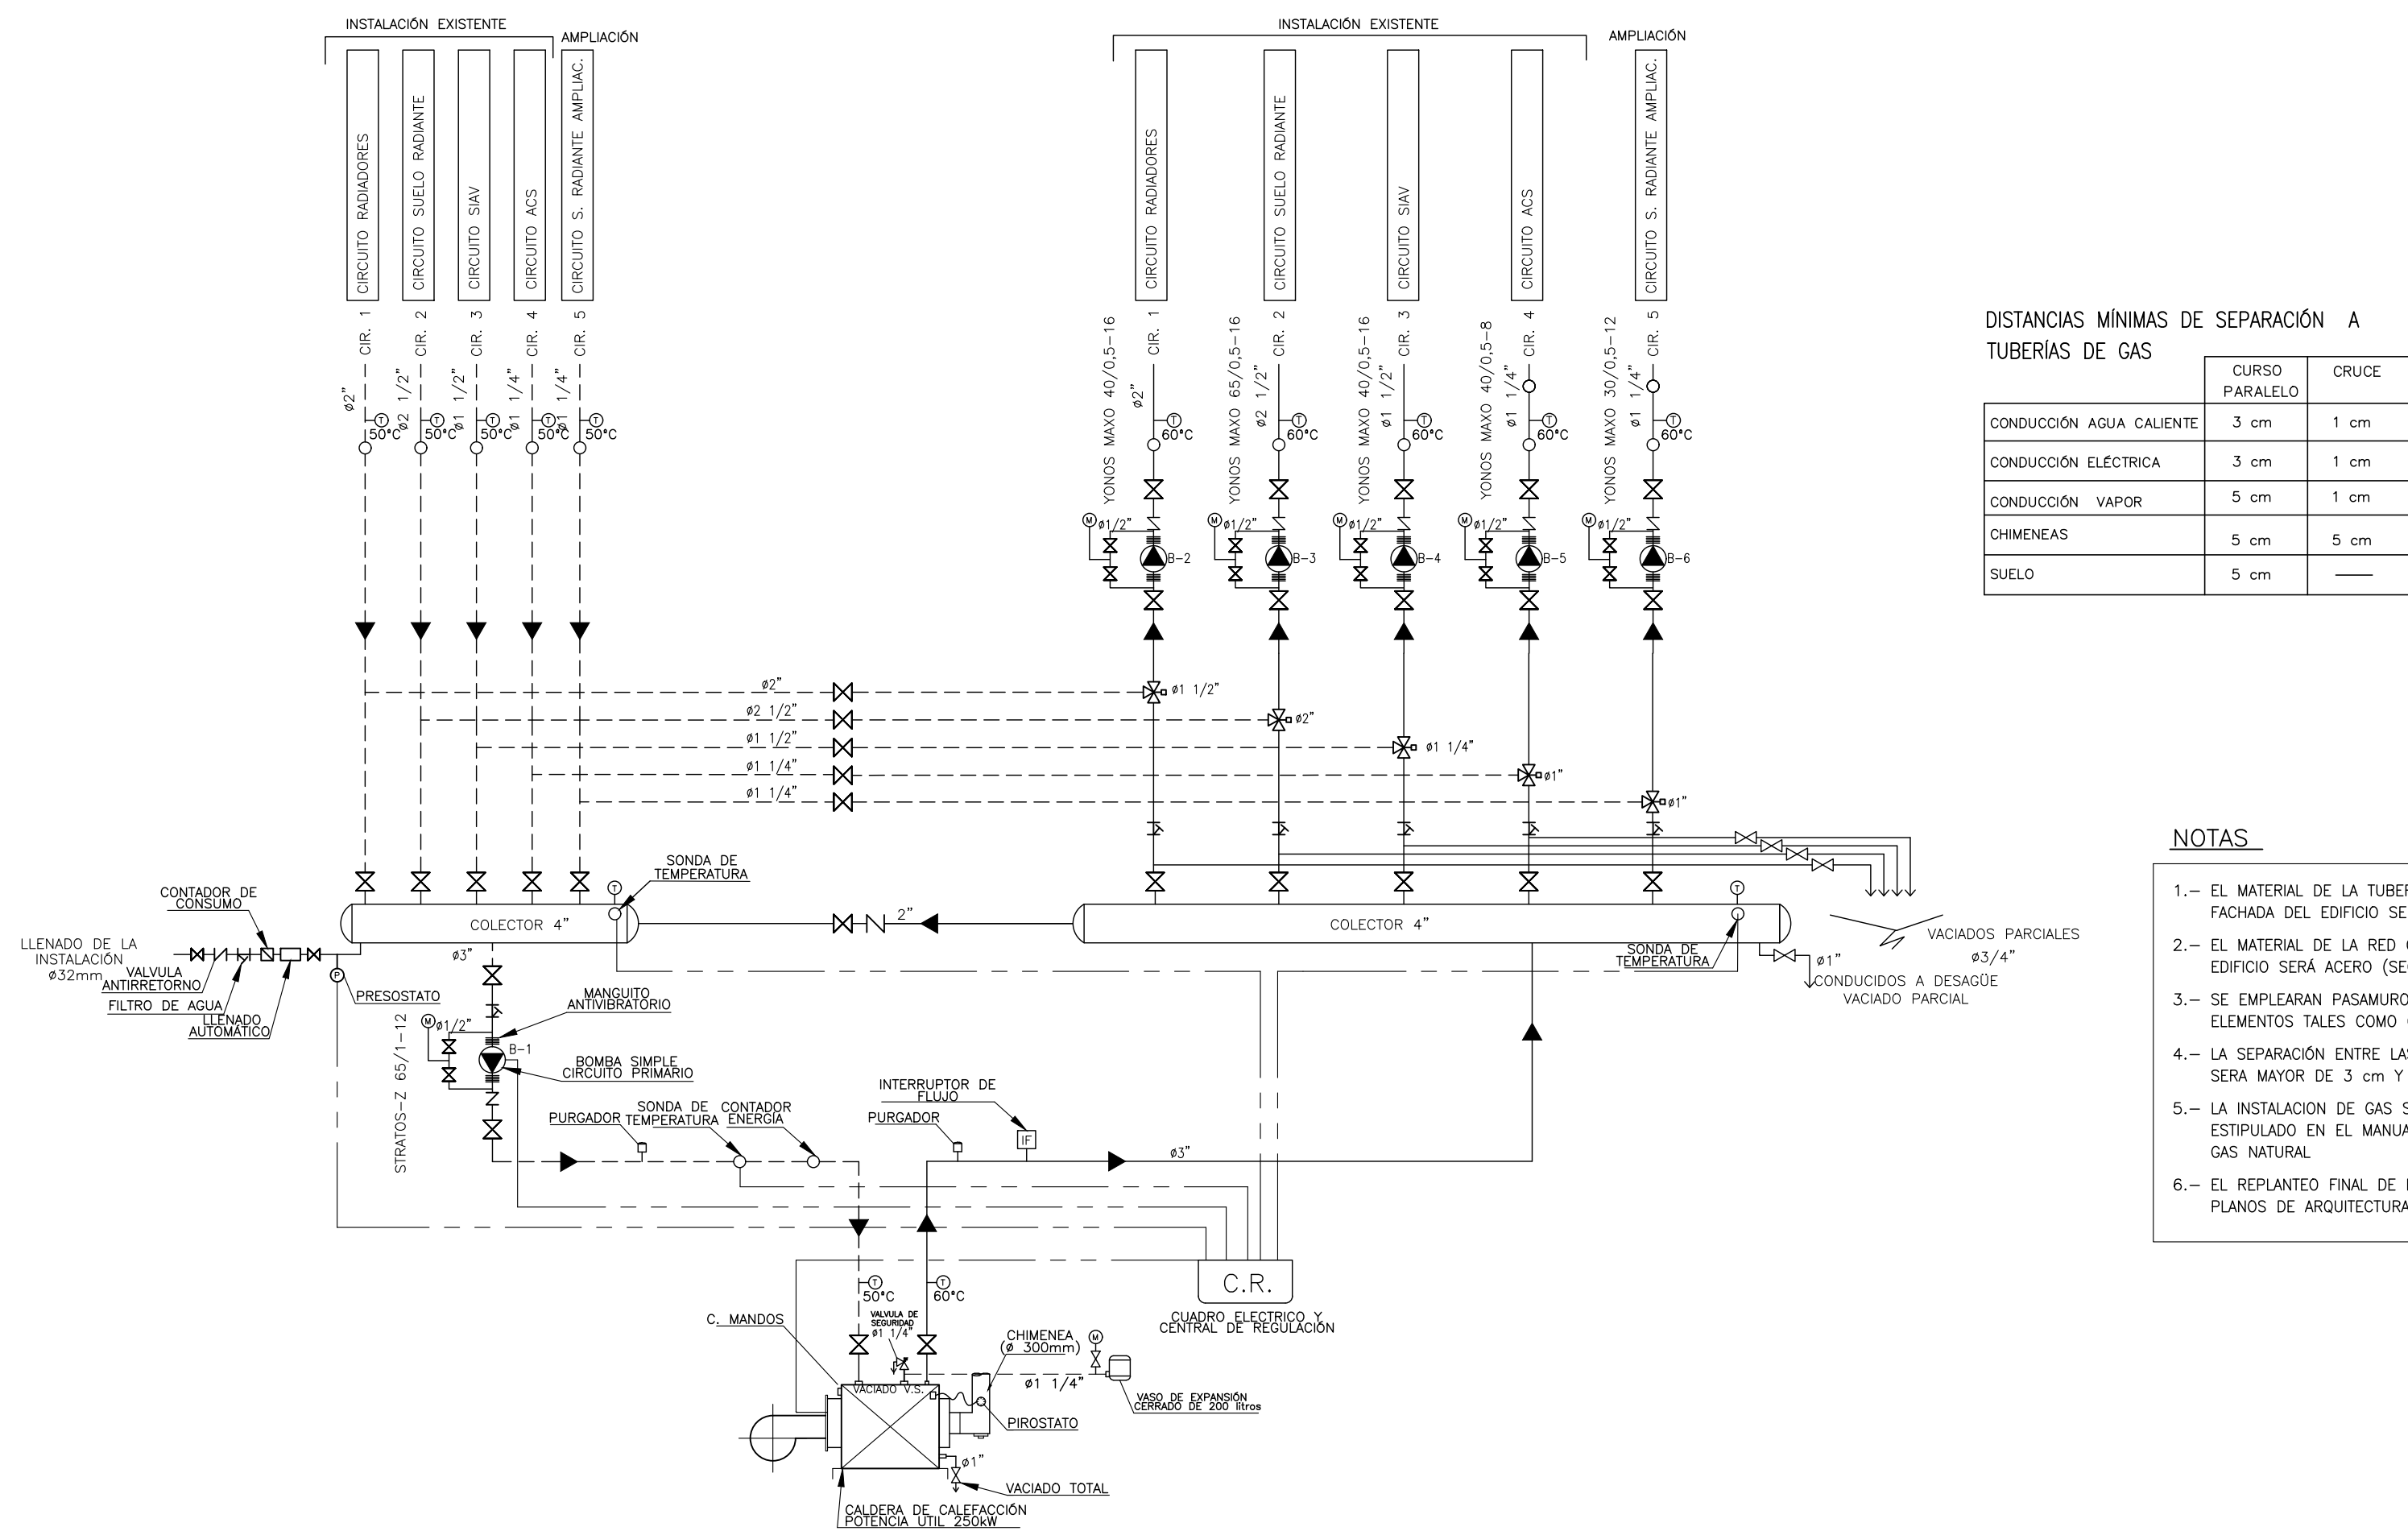 INSTALACIÓN EXISTENTE
AMPLIACIÓN
CIRCUITO RADIADORES
CIRCUITO SUELO RADIANTE
CIRCUITO SIAV
CIRCUITO ACS
CIRCUITO S. RADIANTE AMPLIAC.
CIR. 1
CIR. 2
CIR. 3
CIR. 4
CIR. 5
ø2"
ø2 1/2"
ø1 1/2"
ø1 1/4"
ø1 1/4"
T
50°C
T
50°C
T
50°C
T
50°C
T
50°C
INSTALACIÓN EXISTENTE
AMPLIACIÓN
CIRCUITO RADIADORES
CIRCUITO SUELO RADIANTE
CIRCUITO SIAV
CIRCUITO ACS
CIRCUITO S. RADIANTE AMPLIAC.
YONOS MAXO 40/0,5-16
CIR. 1
YONOS MAXO 65/0,5-16
CIR. 2
YONOS MAXO 40/0,5-16
CIR. 3
YONOS MAXO 40/0,5-8
CIR. 4
YONOS MAXO 30/0,5-12
CIR. 5
ø2"
ø2 1/2"
ø1 1/2"
ø1 1/4"
ø1 1/4"
T
60°C
T
60°C
T
60°C
T
60°C
T
60°C
M ø1/2"
M ø1/2"
M ø1/2"
M ø1/2"
M ø1/2"
B-2
B-3
B-4
B-5
B-6
ø2"
ø1 1/2"
ø2 1/2"
ø2"
ø1 1/2"
ø1 1/4"
ø1 1/4"
ø1"
ø1 1/4"
ø1"
DISTANCIAS MÍNIMAS DE SEPARACIÓN A
TUBERÍAS DE GAS
CURSO PARALELO CRUCE
CONDUCCIÓN AGUA CALIENTE 3 cm 1 cm
CONDUCCIÓN ELÉCTRICA 3 cm 1 cm
CONDUCCIÓN VAPOR 5 cm 1 cm
CHIMENEAS 5 cm 5 cm
SUELO 5 cm —
SONDA DE
TEMPERATURA
T
T
COLECTOR 4"
2"
COLECTOR 4"
SONDA DE
TEMPERATURA
ø1"
CONDUCIDOS A DESAGÜE
VACIADO PARCIAL
VACIADOS PARCIALES
ø3/4"
CONTADOR DE
CONSUMO
LLENADO DE LA
INSTALACIÓN
ø32mm
VALVULA
ANTIRRETORNO
FILTRO DE AGUA
LLENADO
AUTOMÁTICO
P
PRESOSTATO
ø3"
MANGUITO
ANTIVIBRATORIO
M ø1/2"
B-1
STRATOS-Z 65/1-12
BOMBA SIMPLE
CIRCUITO PRIMARIO
PURGADOR
SONDA DE
TEMPERATURA
CONTADOR
ENERGÍA
INTERRUPTOR DE
FLUJO
PURGADOR
IF
ø3"
C.R.
CUADRO ELECTRICO Y
CENTRAL DE REGULACIÓN
T
50°C
T
60°C
C. MANDOS
VALVULA DE
SEGURIDAD
ø1 1/4"
CHIMENEA
(ø 300mm)
M
ø1 1/4"
VASO DE EXPANSIÓN
CERRADO DE 200 litros
VACIADO V.S.
PIROSTATO
ø1"
VACIADO TOTAL
CALDERA DE CALEFACCIÓN
POTENCIA UTIL 250kW
NOTAS
1.- EL MATERIAL DE LA
FACHADA DEL EDIFICIO
2.- EL MATERIAL DE LA RED
EDIFICIO SERÁ ACERO
3.- SE EMPLEARAN
ELEMENTOS TALES COMO
4.- LA SEPARACIÓN ENTRE
SERA MAYOR DE 3 cm Y
5.- LA INSTALACION DE GAS
ESTIPULADO EN EL
GAS NATURAL
6.- EL REPLANTEO FINAL DE
PLANOS DE